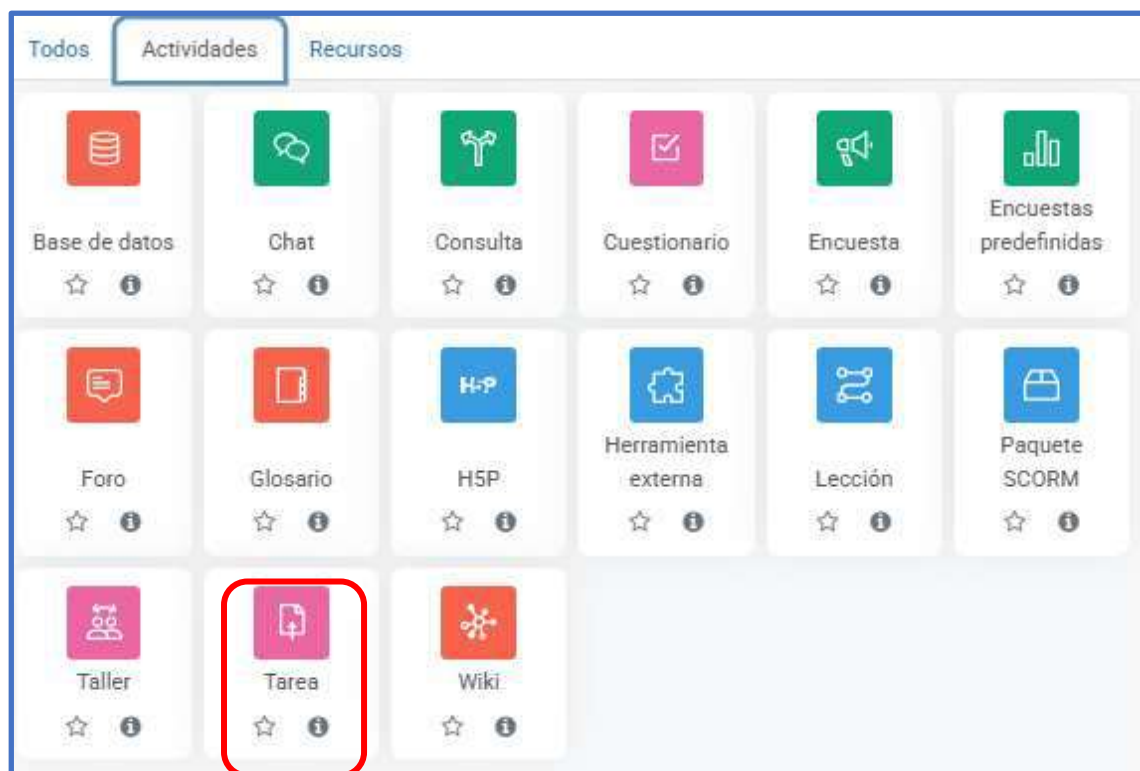 Todos Actividades Recursos
Base de datos Chat Consulta Cuestionario Encuesta Encuestas
predefinidas
H-P
Foro Glosario H5P Herramienta
externa Lección Paquete
SCORM
Taller Tarea Wiki